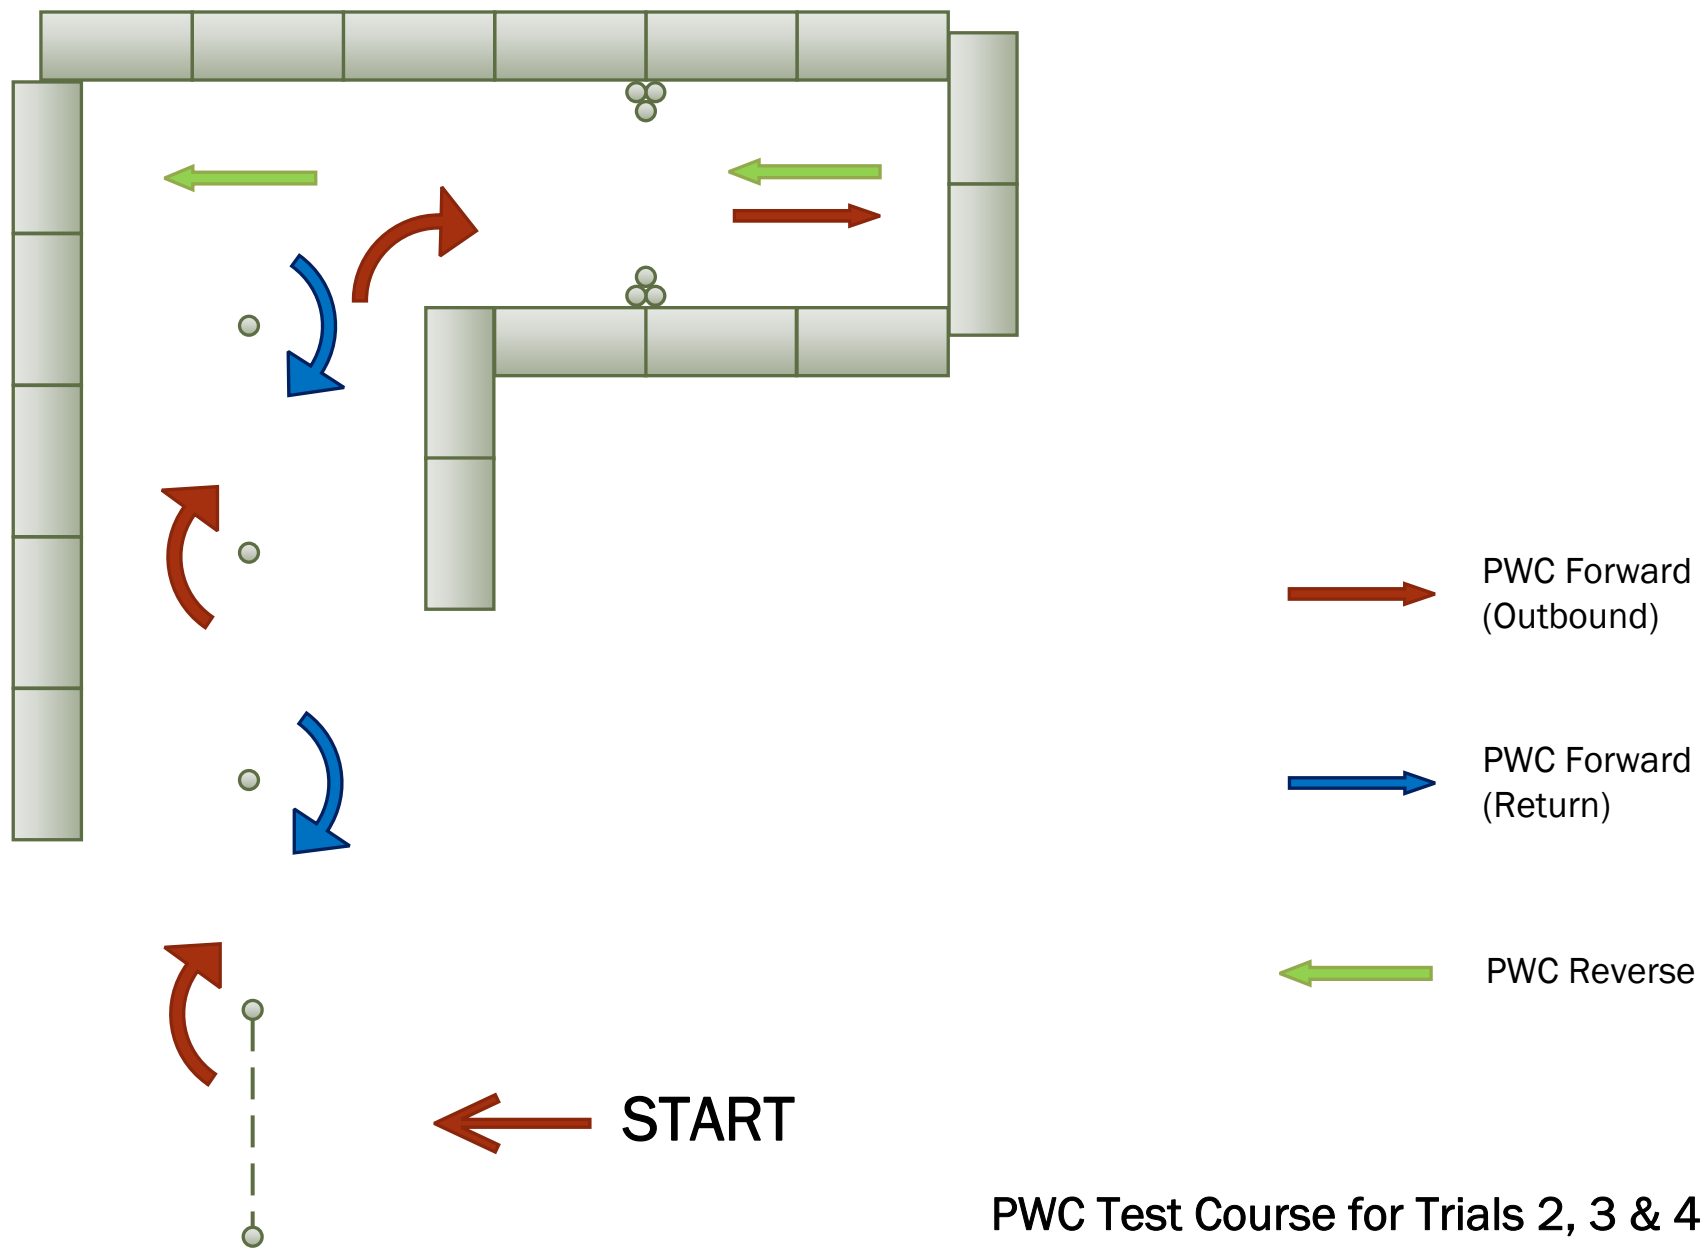 PWC Forward
(Outbound)
PWC Forward
(Return)
PWC Reverse
START
PWC Test Course for Trials 2, 3 & 4